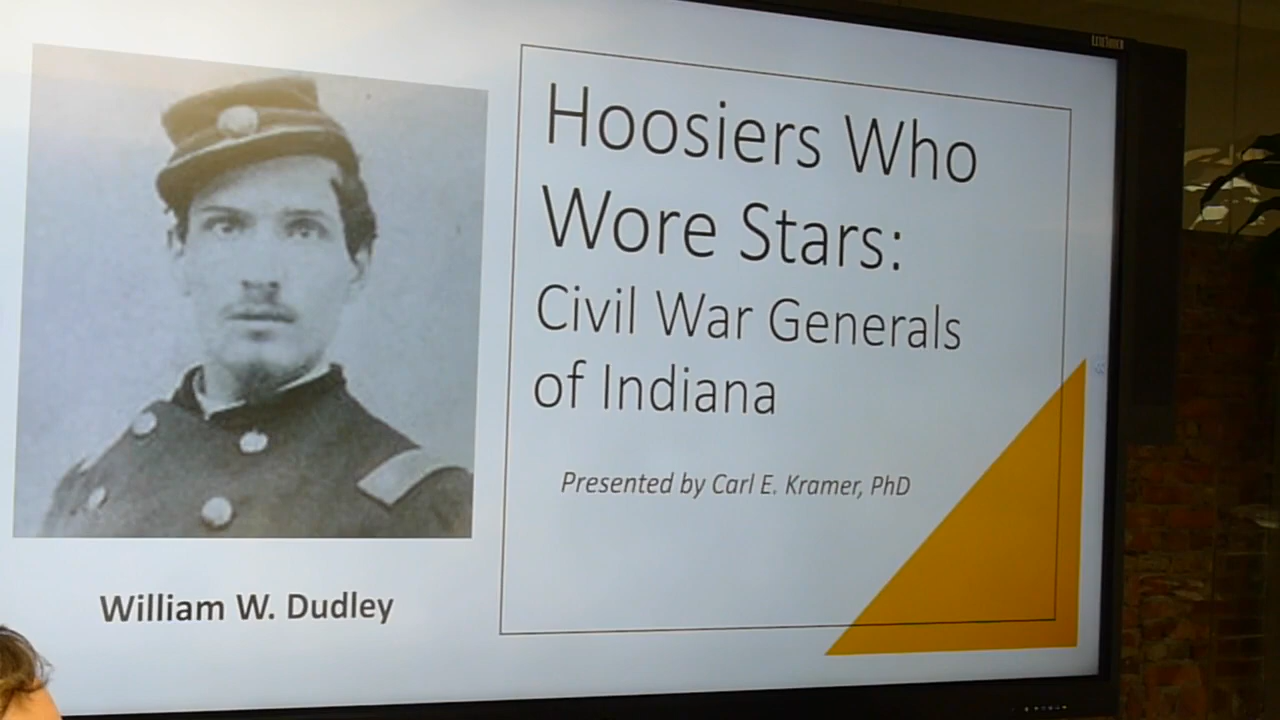 Hoosiers Who
Wore Stars:
Civil War Generals
of Indiana
Presented by Carl E. Kramer, PhD
William W. Dudley